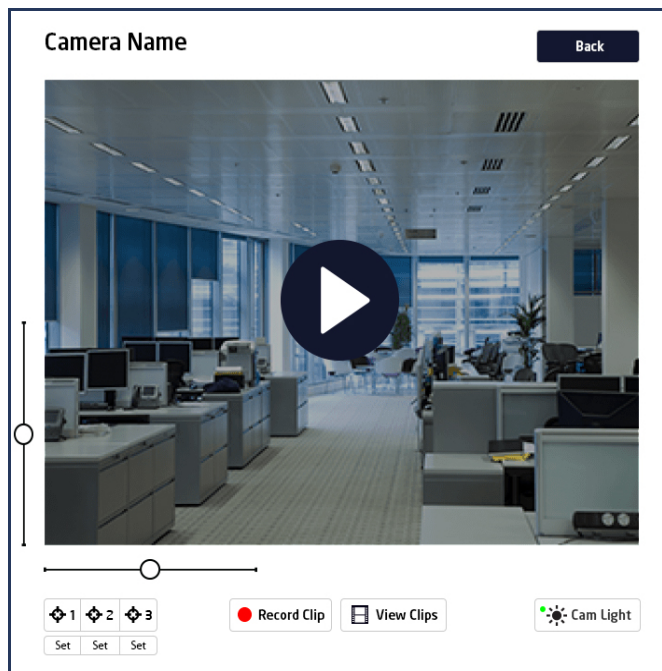 Camera Name
Back
1 2 3
Record Clip
View Clips
Cam Light
Set Set Set